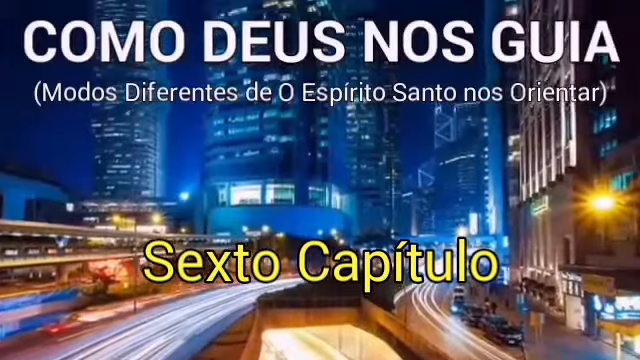 COMO DEUS NOS GUIA
(Modos Diferentes de O Espírito Santo nos Orientar)
Sexto Capítulo